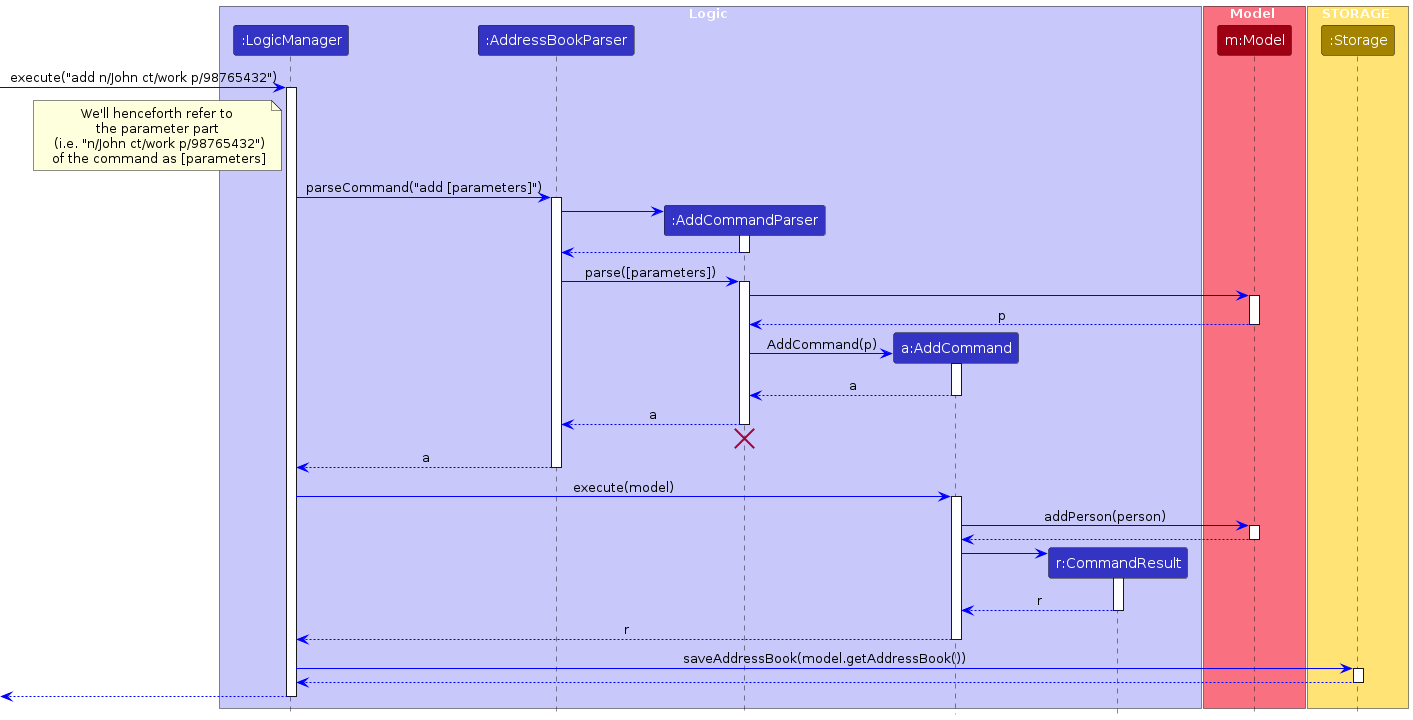 Logic
Model
STORAGE
:LogicManager
:AddressBookParser
m:Model
:Storage
execute("add n/John ct/work p/98765432")
We'll henceforth refer to
the parameter part
(i.e. "n/John ct/work p/98765432")
of the command as [parameters]
parseCommand("add [parameters]")
:AddCommandParser
parse([parameters])
p
AddCommand(p)
a:AddCommand
a
a
a
execute(model)
addPerson(person)
r:CommandResult
r
r
saveAddressBook(model.getAddressBook())